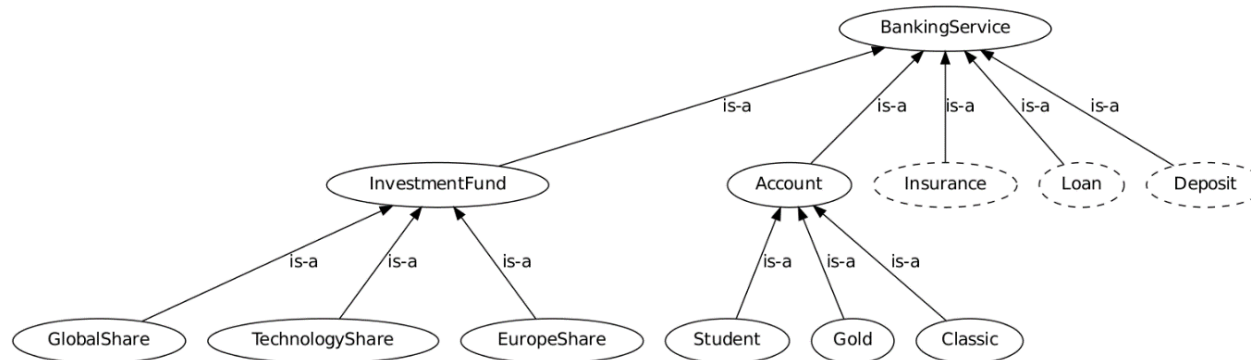 BankingService
is-a
is-a
is-a
is-a
is-a
InvestmentFund
Account
Insurance
Loan
Deposit
is-a
is-a
is-a
is-a
is-a
is-a
GlobalShare
TechnologyShare
EuropeShare
Student
Gold
Classic